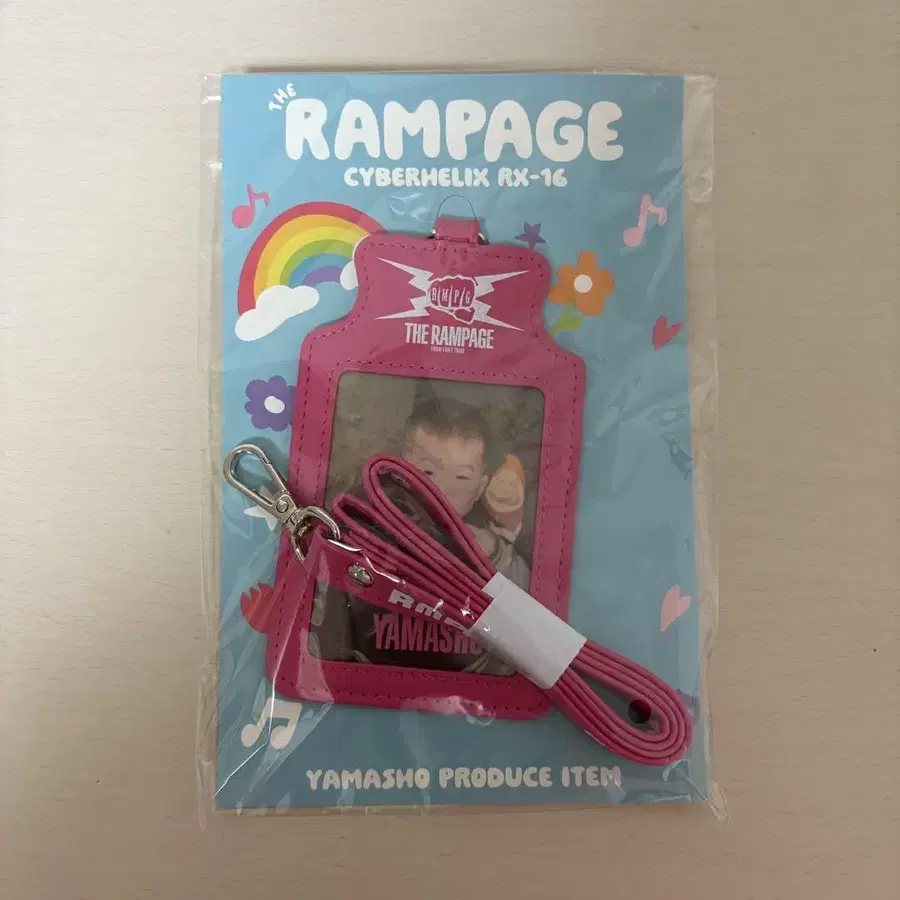 THE
RAMPAGE
CYBERHELIX RX-16
RMPG
THE RAMPAGE
FROM EXILE TRIBE
YAMASHO
YAMASHO PRODUCE ITEM